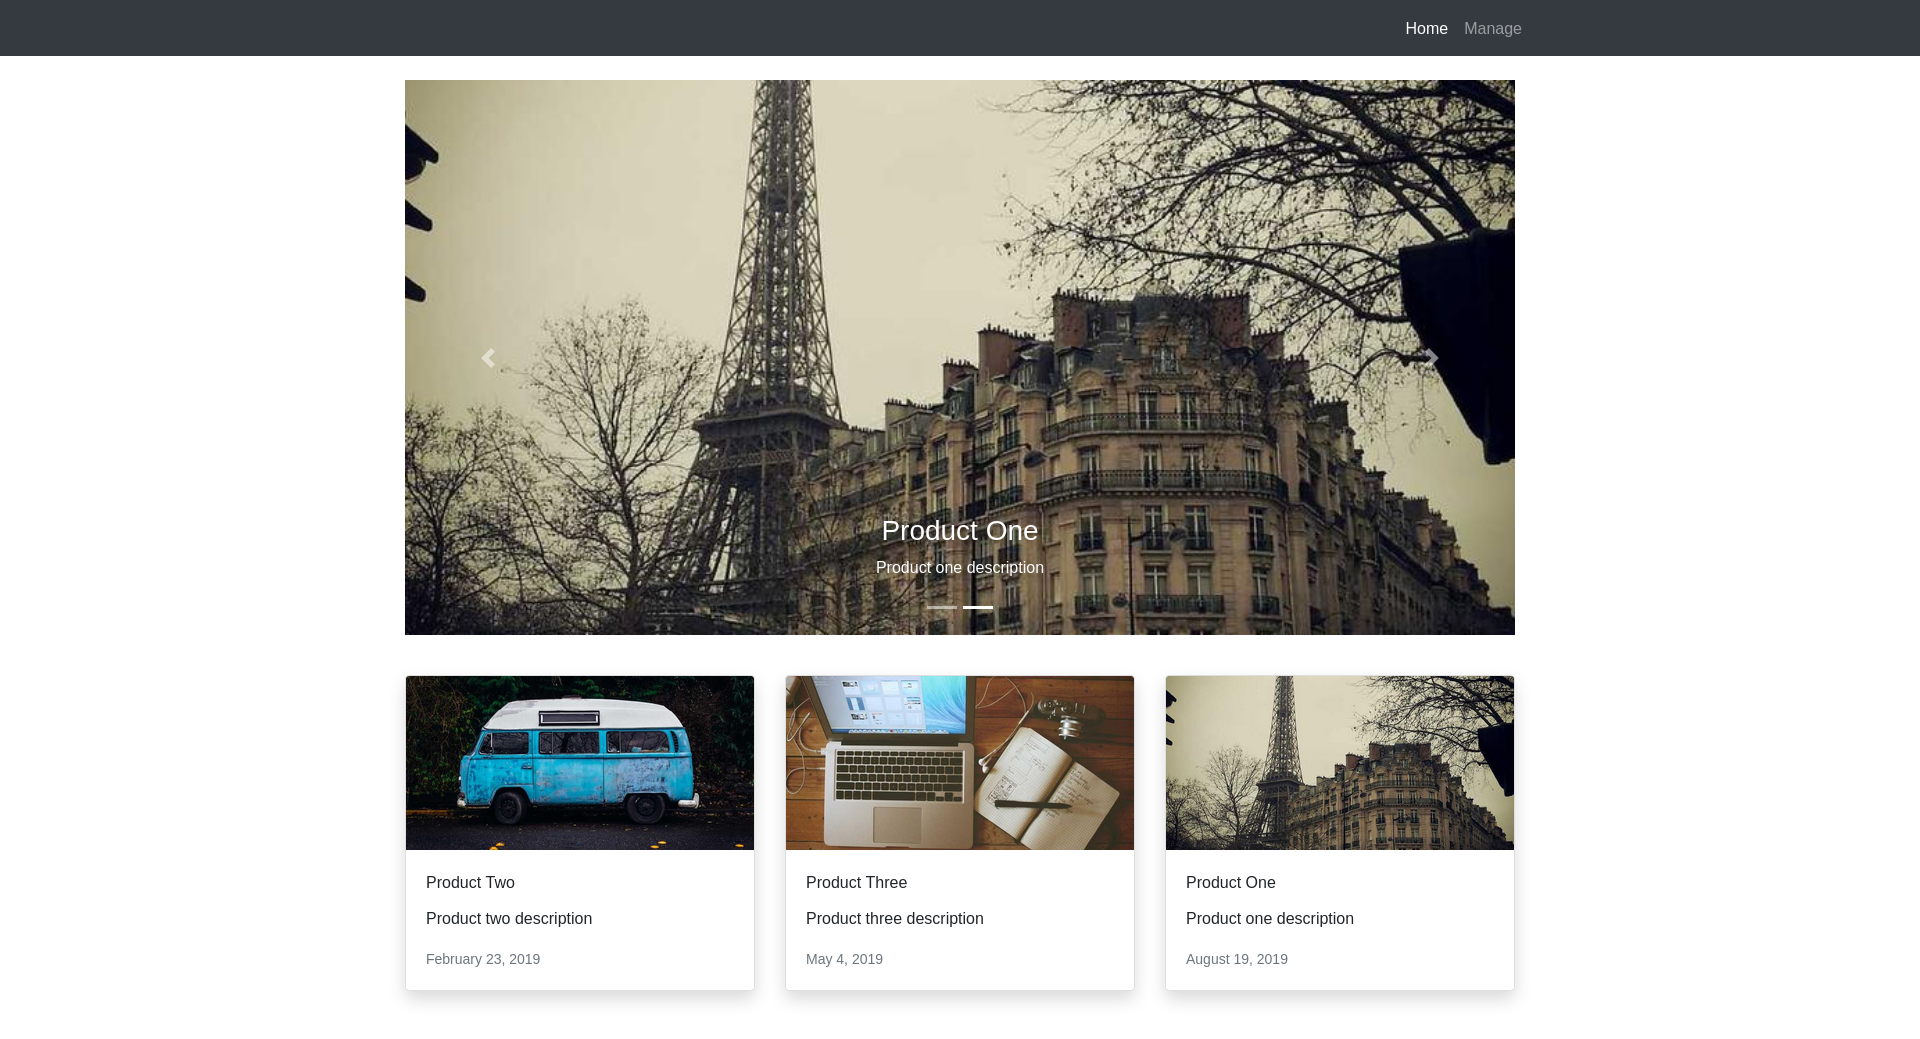 Home Manage
Product One
Product one description
Product Two
Product two description
February 23, 2019
Product Three
Product three description
May 4, 2019
Product One
Product one description
August 19, 2019